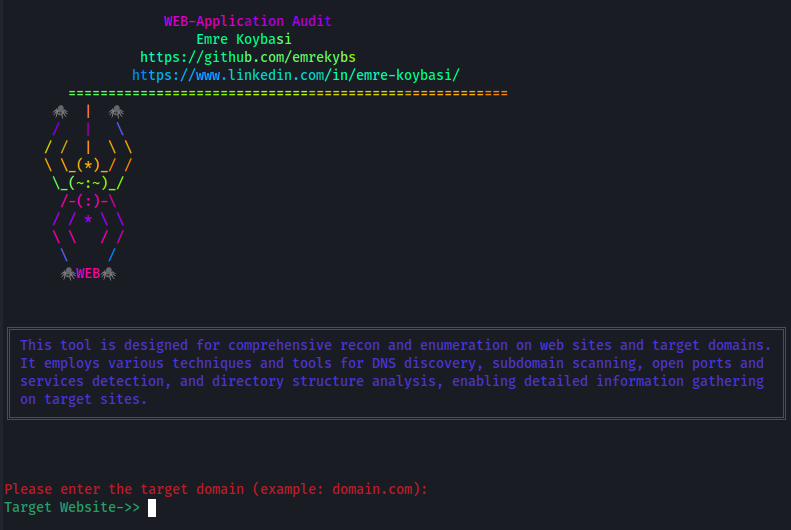 WEB-Application Audit
Emre Koybasi
https://github.com/emrekybs
https://www.linkedin.com/in/emre-koybasi/
=======================================================
🕷  |  🕷
/   |   \
/ /  |  \ \
\ \_(*)_/ /
\_(~:~)_/
/-(:)-\
/ / * \ \
\ \   / /
\     /
🕷WEB🕷
This tool is designed for comprehensive recon and enumeration on web sites and target domains.
It employs various techniques and tools for DNS discovery, subdomain scanning, open ports and
services detection, and directory structure analysis, enabling detailed information gathering
on target sites.
Please enter the target domain (example: domain.com):
Target Website->>